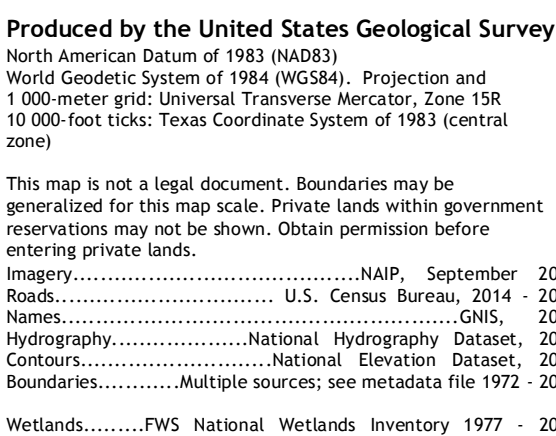 Produced by the United States Geological Survey
North American Datum of 1983 (NAD83)
World Geodetic System of 1984 (WGS84). Projection and
1 000-meter grid: Universal Transverse Mercator, Zone 15R
10 000-foot ticks: Texas Coordinate System of 1983 (central
zone)
This map is not a legal document. Boundaries may be
generalized for this map scale. Private lands within government
reservations may not be shown. Obtain permission before
entering private lands.
Imagery..........................................NAIP, September 20
Roads............................... U.S. Census Bureau, 2014 - 20
Names........................................................GNIS, 20
Hydrography...................National Hydrography Dataset, 20
Contours............................National Elevation Dataset, 20
Boundaries............Multiple sources; see metadata file 1972 - 20
Wetlands.........FWS National Wetlands Inventory 1977 - 20